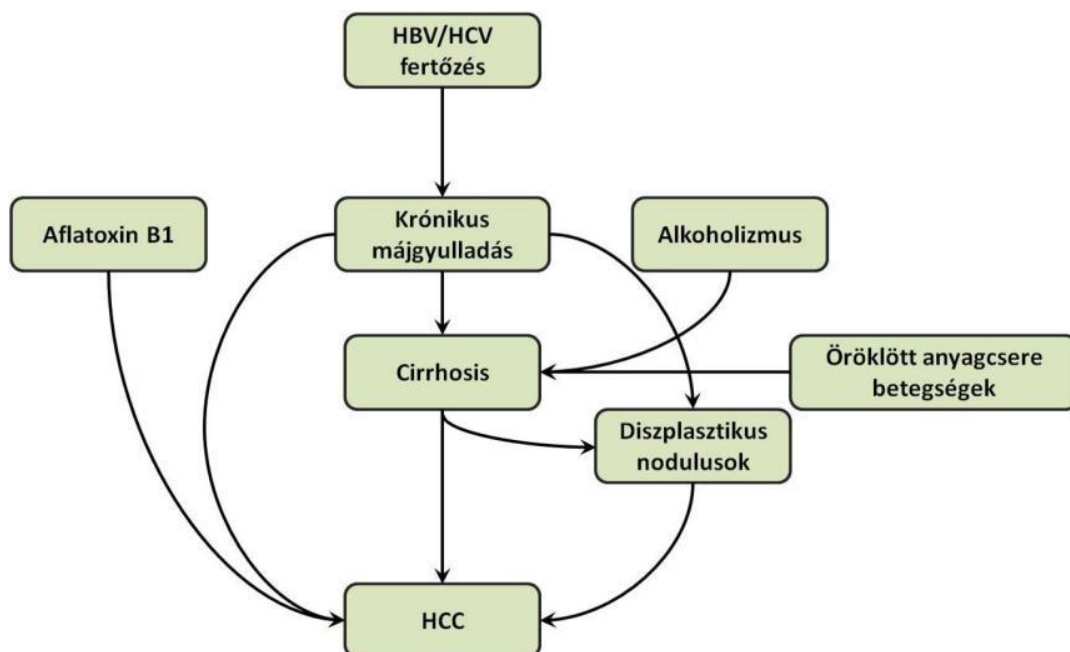 HBV/HCV
fertőzés
Aflatoxin B1
Krónikus
májgyulladás
Alkoholizmus
Cirrhosis
Öröklött anyagcsere
betegségek
Diszplasztikus
nodulusok
HCC